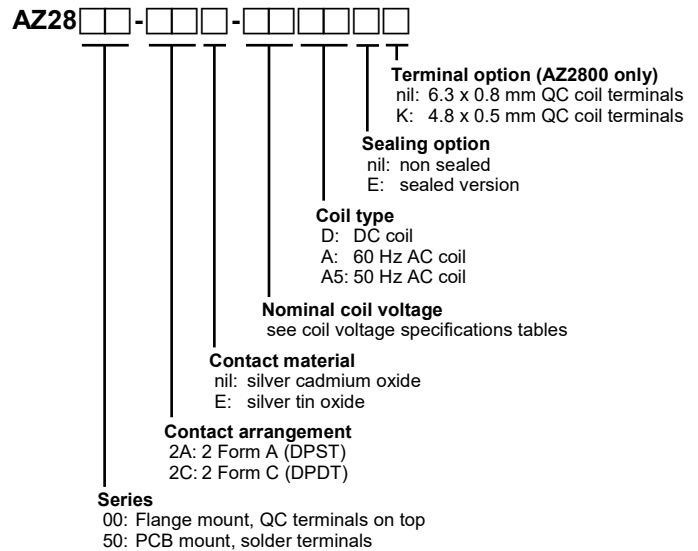 AZ28□□-□□□-□□□□□□
Terminal option (AZ2800 only)
nil: 6.3 x 0.8 mm QC coil terminals
K: 4.8 x 0.5 mm QC coil terminals
Sealing option
nil: non sealed
E: sealed version
Coil type
D: DC coil
A: 60 Hz AC coil
A5: 50 Hz AC coil
Nominal coil voltage
see coil voltage specifications tables
Contact material
nil: silver cadmium oxide
E: silver tin oxide
Contact arrangement
2A: 2 Form A (DPST)
2C: 2 Form C (DPDT)
Series
00: Flange mount, QC terminals on top
50: PCB mount, solder terminals